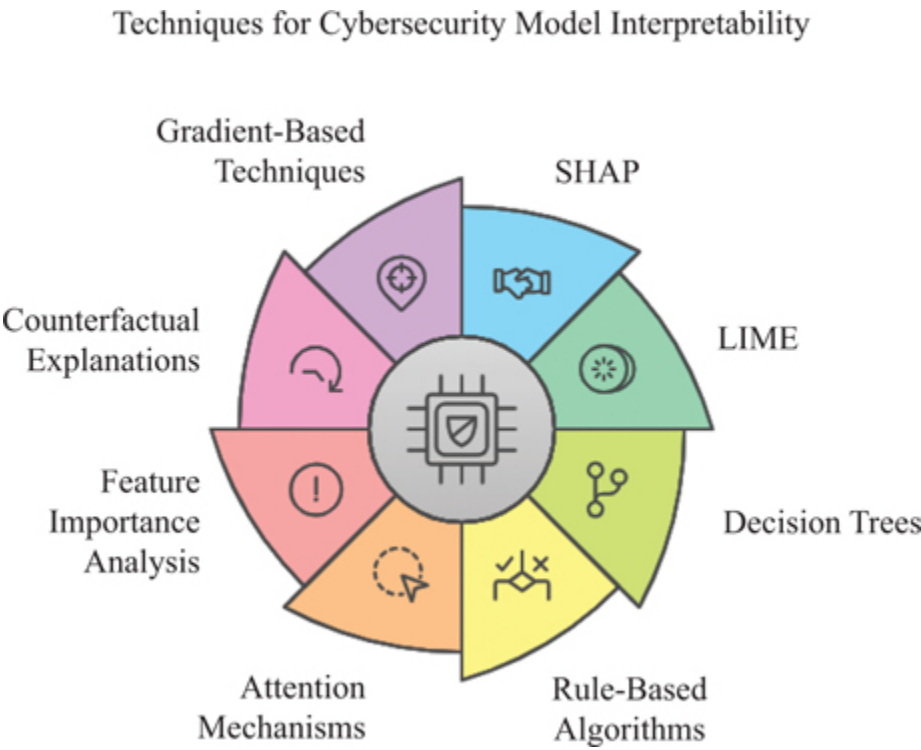 Techniques for Cybersecurity Model Interpretability
Gradient-Based
Techniques
SHAP
Counterfactual
Explanations
LIME
Feature
Importance
Analysis
Decision Trees
Attention
Mechanisms
Rule-Based
Algorithms